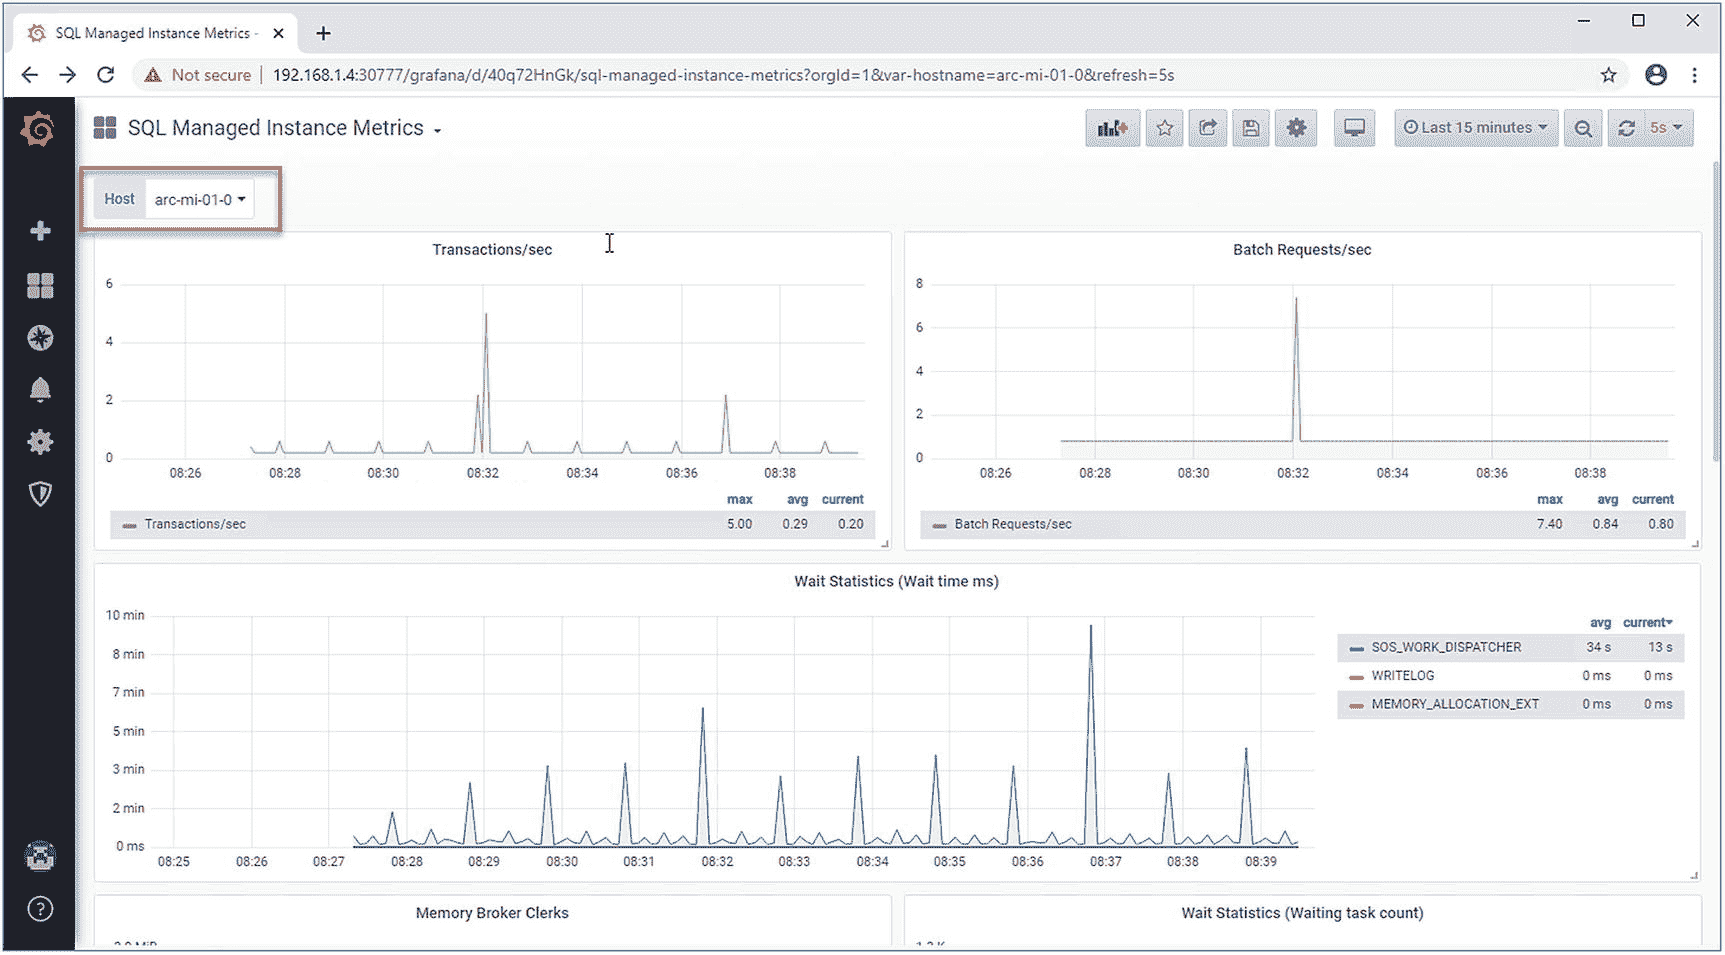 SQL Managed Instance Metrics -
Not secure | 192.168.1.4:30777/grafana/d/40q72HnGk/sql-managed-instance-metrics?orgId=1&var-hostname=arc-mi-01-0&refresh=5s
SQL Managed Instance Metrics
Last 15 minutes
5s
Host arc-mi-01-0
Transactions/sec
6
4
2
0
08:26 08:28 08:30 08:32 08:34 08:36 08:38
max avg current
Transactions/sec 5.00 0.29 0.20
Batch Requests/sec
8
6
4
2
0
08:26 08:28 08:30 08:32 08:34 08:36 08:38
max avg current
Batch Requests/sec 7.40 0.84 0.80
Wait Statistics (Wait time ms)
10 min
8 min
7 min
5 min
3 min
2 min
0 ms
08:25 08:26 08:27 08:28 08:29 08:30 08:31 08:32 08:33 08:34 08:35 08:36 08:37 08:38 08:39
avg current
SOS_WORK_DISPATCHER 34 s 13 s
WRITELOG 0 ms 0 ms
MEMORY_ALLOCATION_EXT 0 ms 0 ms
Memory Broker Clerks
Wait Statistics (Waiting task count)